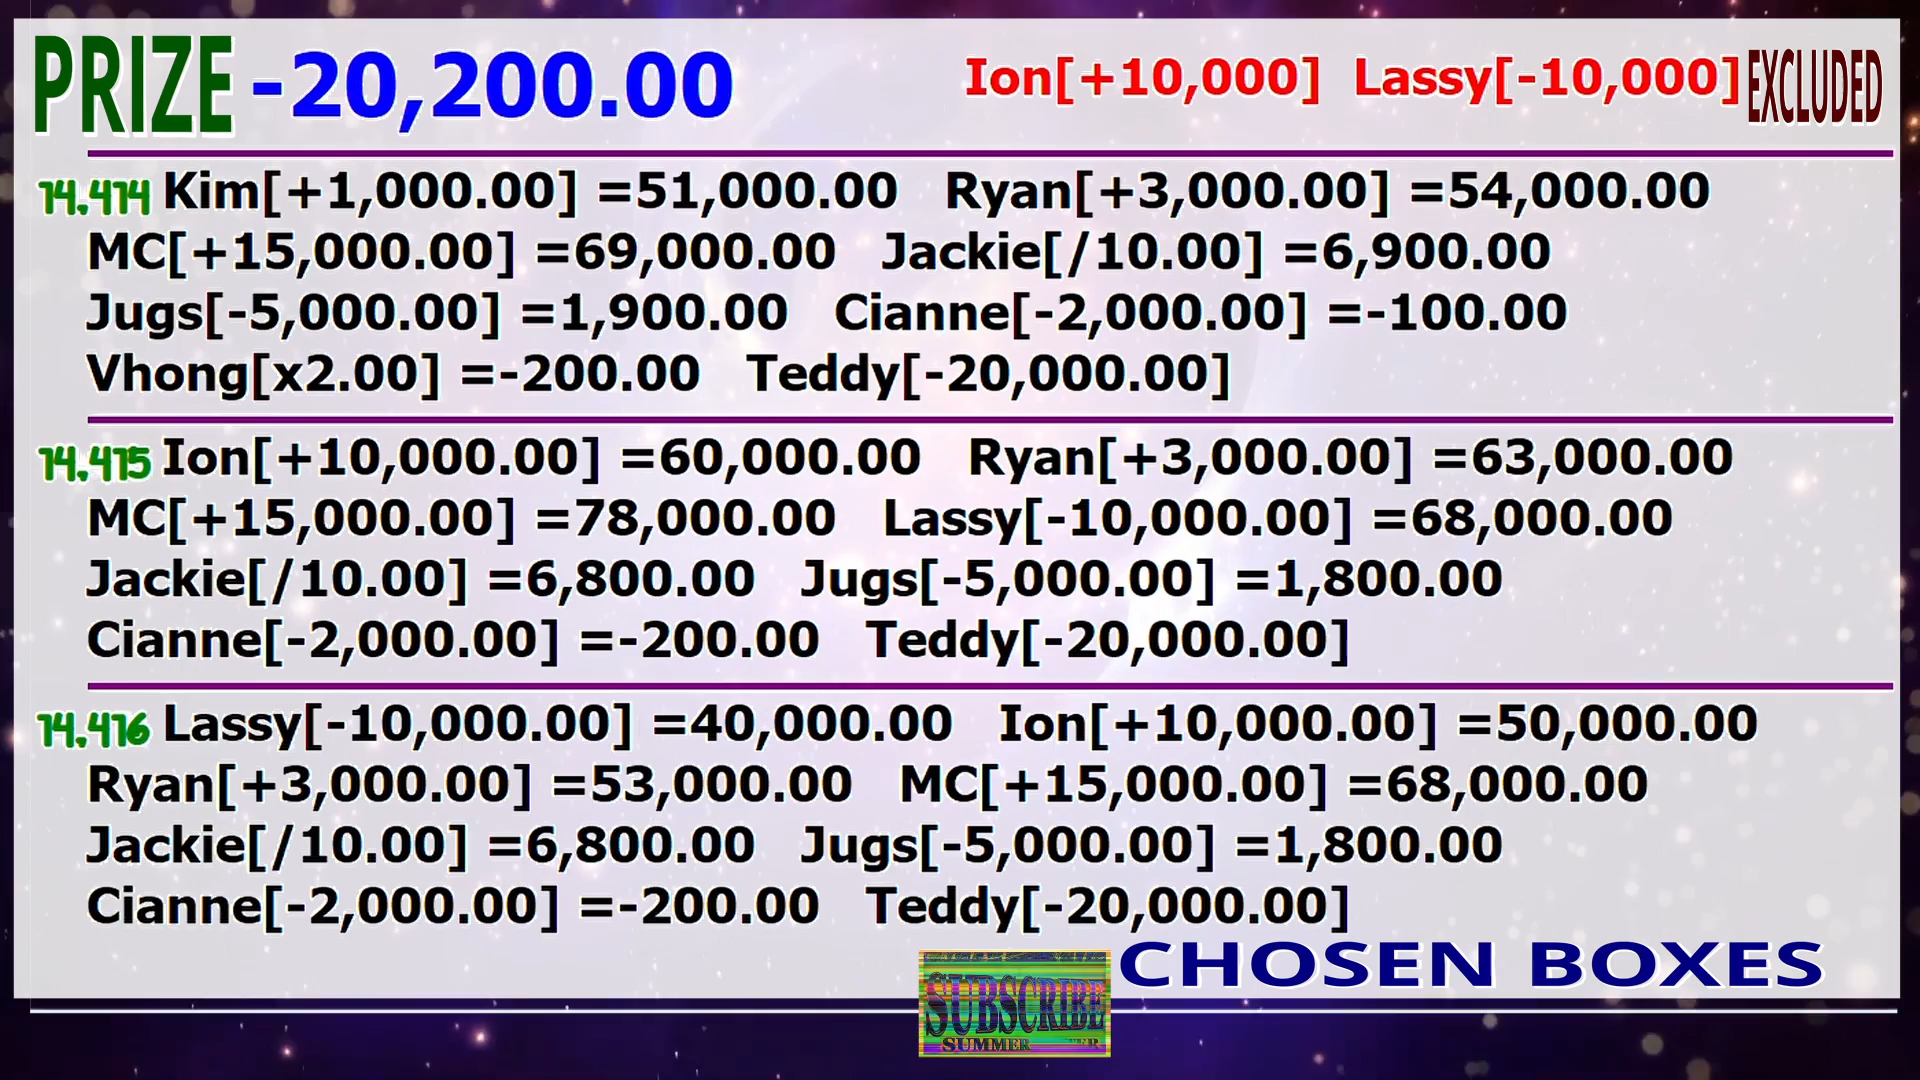 PRIZE -20,200.00 Ion[+10,000] Lassy[-10,000] EXCLUDED
14,414 Kim[+1,000.00] =51,000.00 Ryan[+3,000.00] =54,000.00
MC[+15,000.00] =69,000.00 Jackie[/10.00] =6,900.00
Jugs[-5,000.00] =1,900.00 Cianne[-2,000.00] =-100.00
Vhong[x2.00] =-200.00 Teddy[-20,000.00]
14,415 Ion[+10,000.00] =60,000.00 Ryan[+3,000.00] =63,000.00
MC[+15,000.00] =78,000.00 Lassy[-10,000.00] =68,000.00
Jackie[/10.00] =6,800.00 Jugs[-5,000.00] =1,800.00
Cianne[-2,000.00] =-200.00 Teddy[-20,000.00]
14,416 Lassy[-10,000.00] =40,000.00 Ion[+10,000.00] =50,000.00
Ryan[+3,000.00] =53,000.00 MC[+15,000.00] =68,000.00
Jackie[/10.00] =6,800.00 Jugs[-5,000.00] =1,800.00
Cianne[-2,000.00] =-200.00 Teddy[-20,000.00]
CHOSEN BOXES
SUBSCRIBE
SUMMER